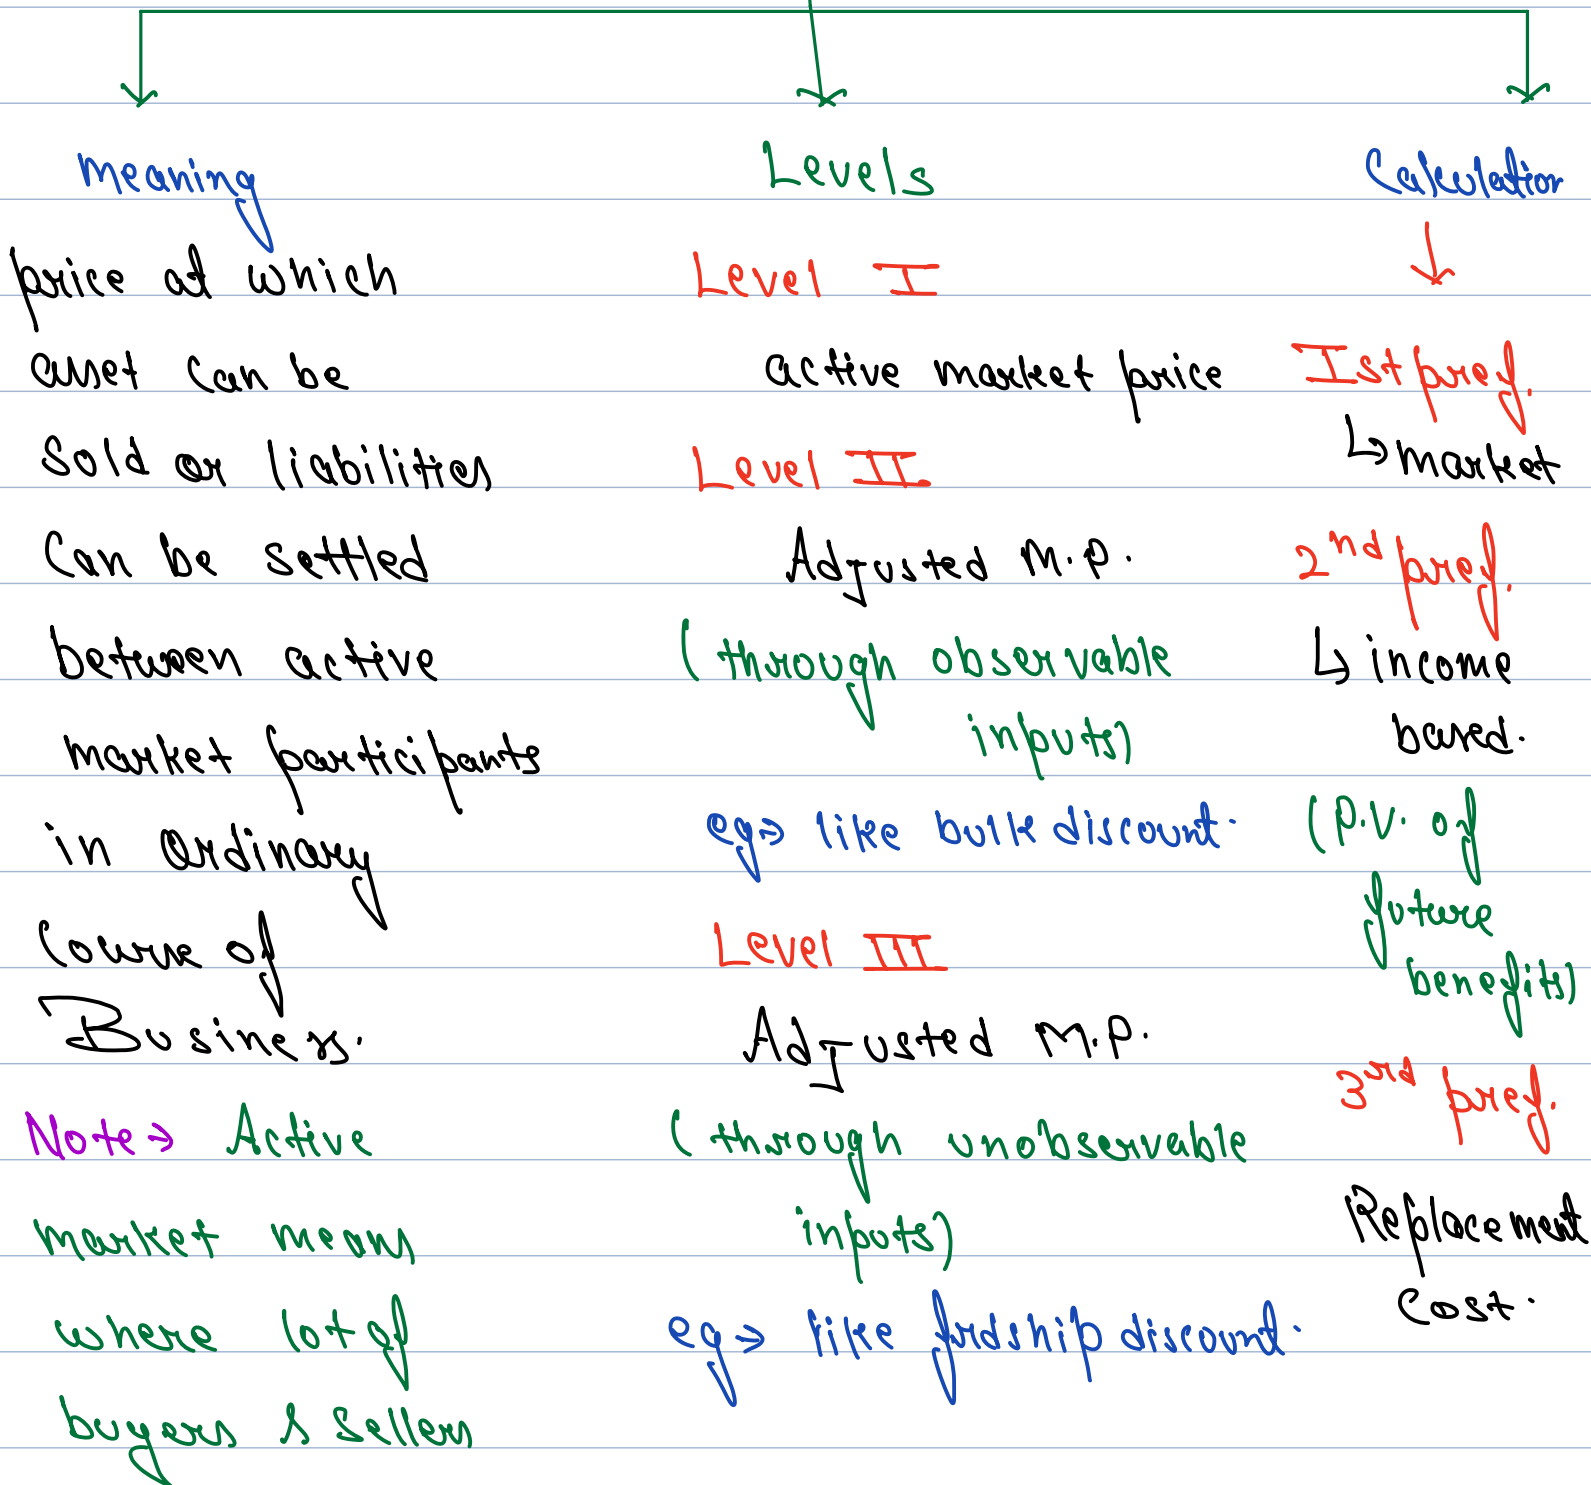 Meaning
price at which
asset can be
sold or liabilities
can be settled
between active
market participants
in ordinary
course of
Business.
Note → Active
market means
where lot of
buyers & sellers
Levels
Level I
active market price
Level II
Adjusted M.P.
(through observable
inputs)
eg → like bulk discount.
Level III
Adjusted M.P.
(through unobservable
inputs)
eg → like frdship discount.
Calculation
↓
Ist pref.
↳ market
2nd pref.
↳ income
based.
(P.V. of
future
benefits)
3rd pref.
Replacement
cost.